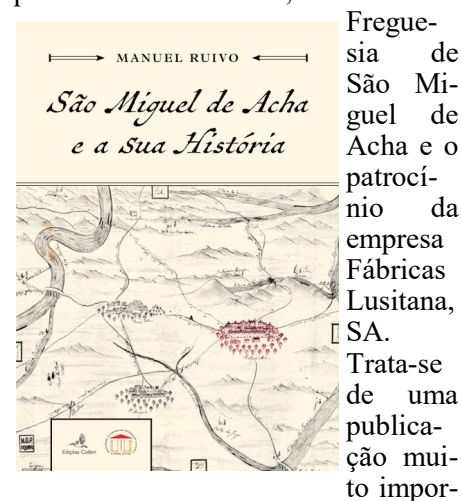 MANUEL RUIVO
São Miguel de Acha
e a sua História
Edições Colibri
Fregue-
sia de
São Mi-
guel de
Acha e o
patrocí-
nio da
empresa
Fábricas
Lusitana,
SA.
Trata-se
de uma
publica-
ção mui-
to impor-